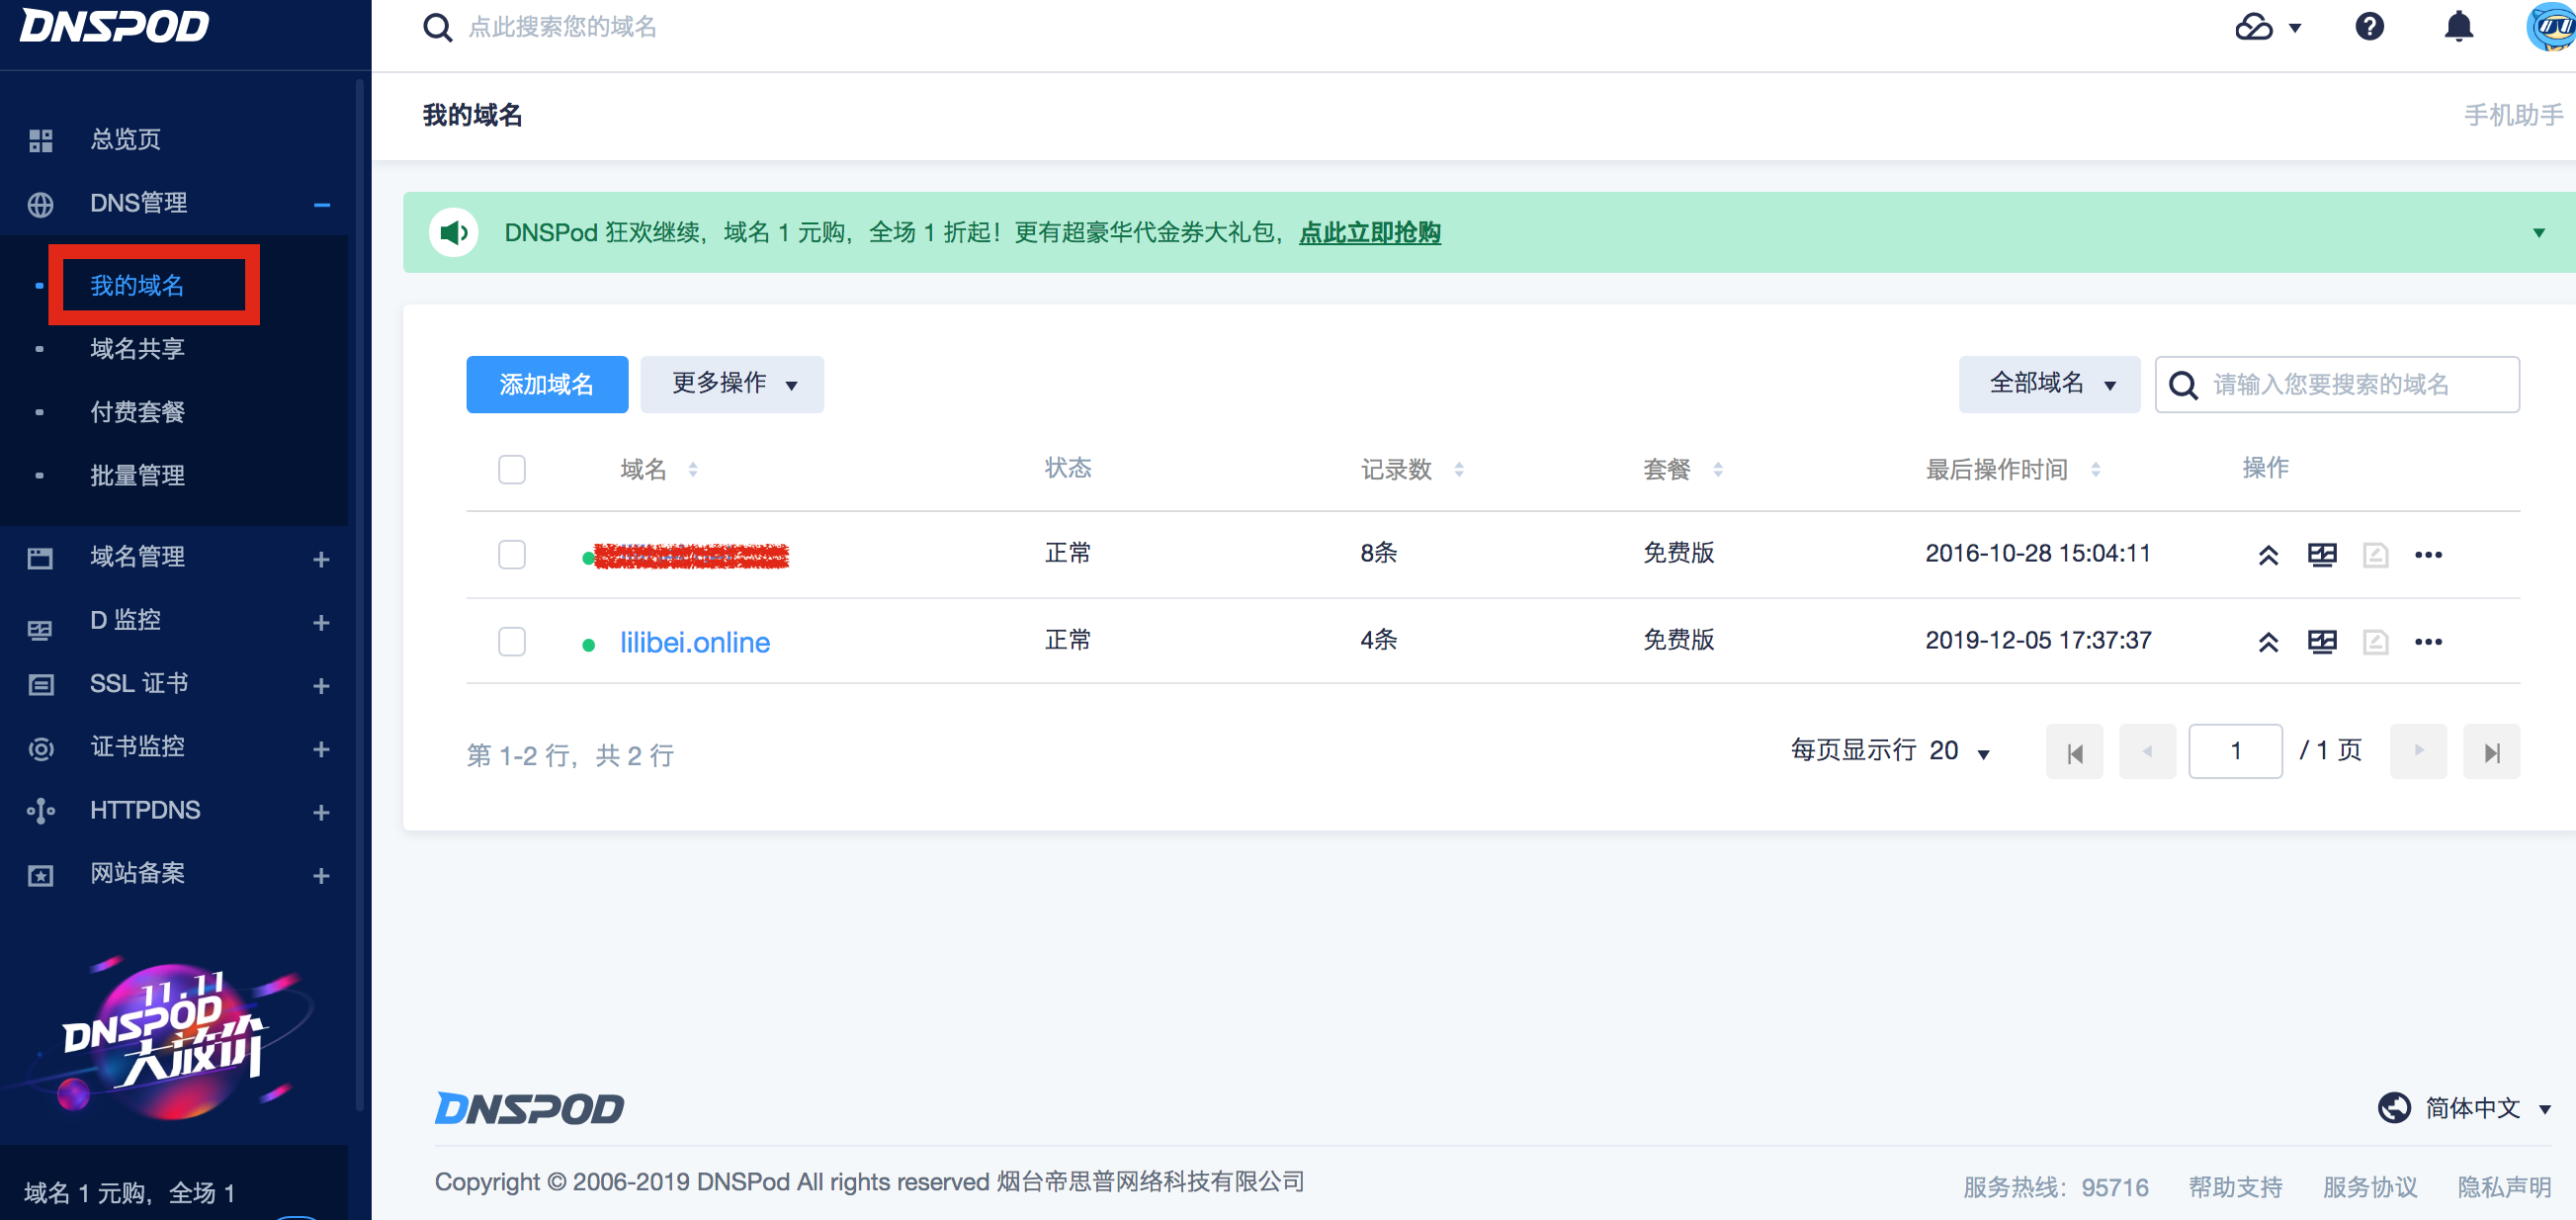 DNSPOD
点此搜索您的域名
总览页
DNS管理
我的域名
域名共享
付费套餐
批量管理
域名管理
D 监控
SSL 证书
证书监控
HTTPDNS
网站备案
11.11
DNSPOD
大放价
域名 1 元购，全场 1
我的域名
手机助手
DNSPod 狂欢继续，域名 1 元购，全场 1 折起！更有超豪华代金券大礼包，点此立即抢购
添加域名 更多操作
全部域名 请输入您要搜索的域名
域名 状态 记录数 套餐 最后操作时间 操作
正常 8条 免费版 2016-10-28 15:04:11
lilibei.online 正常 4条 免费版 2019-12-05 17:37:37
第 1-2 行，共 2 行
每页显示行 20 1 / 1 页
DNSPOD
简体中文
Copyright © 2006-2019 DNSPod All rights reserved 烟台帝思普网络科技有限公司
服务热线：95716 帮助支持 服务协议 隐私声明